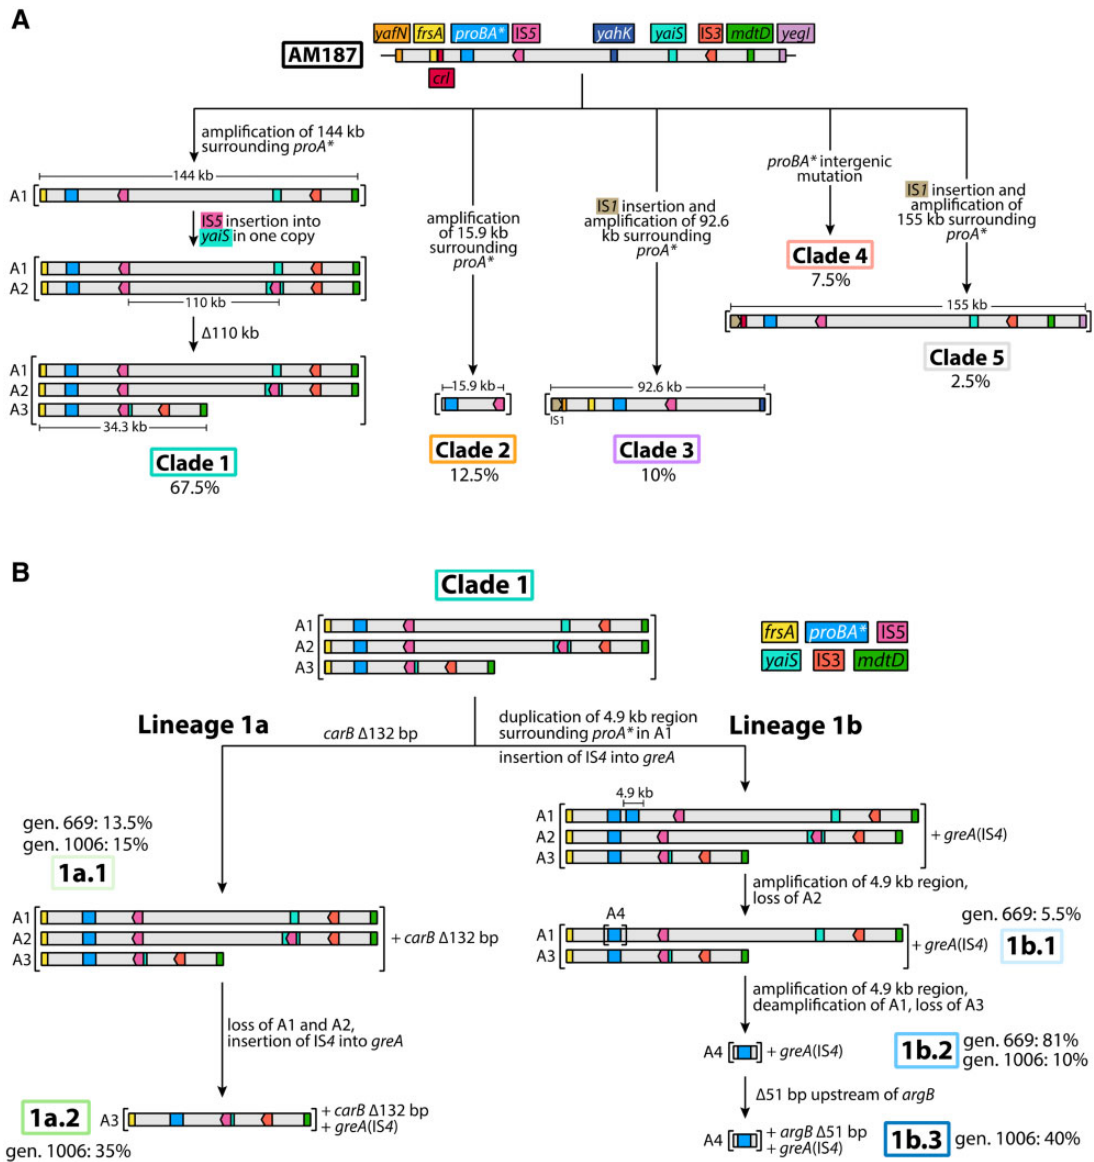 A
yafN frsA proBA* IS5 yahK yaiS IS3 mdtD yegI
AM187
crl
amplification of 144 kb
surrounding proA*
144 kb
A1
IS5 insertion into
yaiS in one copy
A1
A2
110 kb
Δ110 kb
A1
A2
A3
34.3 kb
Clade 1
67.5%
amplification
of 15.9 kb
surrounding
proA*
15.9 kb
Clade 2
12.5%
IS1 insertion and
amplification of 92.6
kb surrounding
proA*
92.6 kb
IS1
Clade 3
10%
proBA* intergenic
mutation
Clade 4
7.5%
IS1 insertion and
amplification of
155 kb surrounding
proA*
155 kb
Clade 5
2.5%
B
Clade 1
A1
A2
A3
frsA proBA* IS5
yaiS IS3 mdtD
Lineage 1a
carB Δ132 bp
duplication of 4.9 kb region
surrounding proA* in A1
insertion of IS4 into greA
Lineage 1b
gen. 669: 13.5%
gen. 1006: 15%
1a.1
A1
A2
A3
+ carB Δ132 bp
loss of A1 and A2,
insertion of IS4 into greA
1a.2
A3
+ carB Δ132 bp
+ greA(IS4)
gen. 1006: 35%
4.9 kb
A1
A2
A3
+ greA(IS4)
amplification of 4.9 kb region,
loss of A2
A4
A1
A3
+ greA(IS4)
gen. 669: 5.5%
1b.1
amplification of 4.9 kb region,
deamplification of A1, loss of A3
A4
+ greA(IS4)
1b.2
gen. 669: 81%
gen. 1006: 10%
Δ51 bp upstream of argB
A4
+ argB Δ51 bp
+ greA(IS4)
1b.3
gen. 1006: 40%